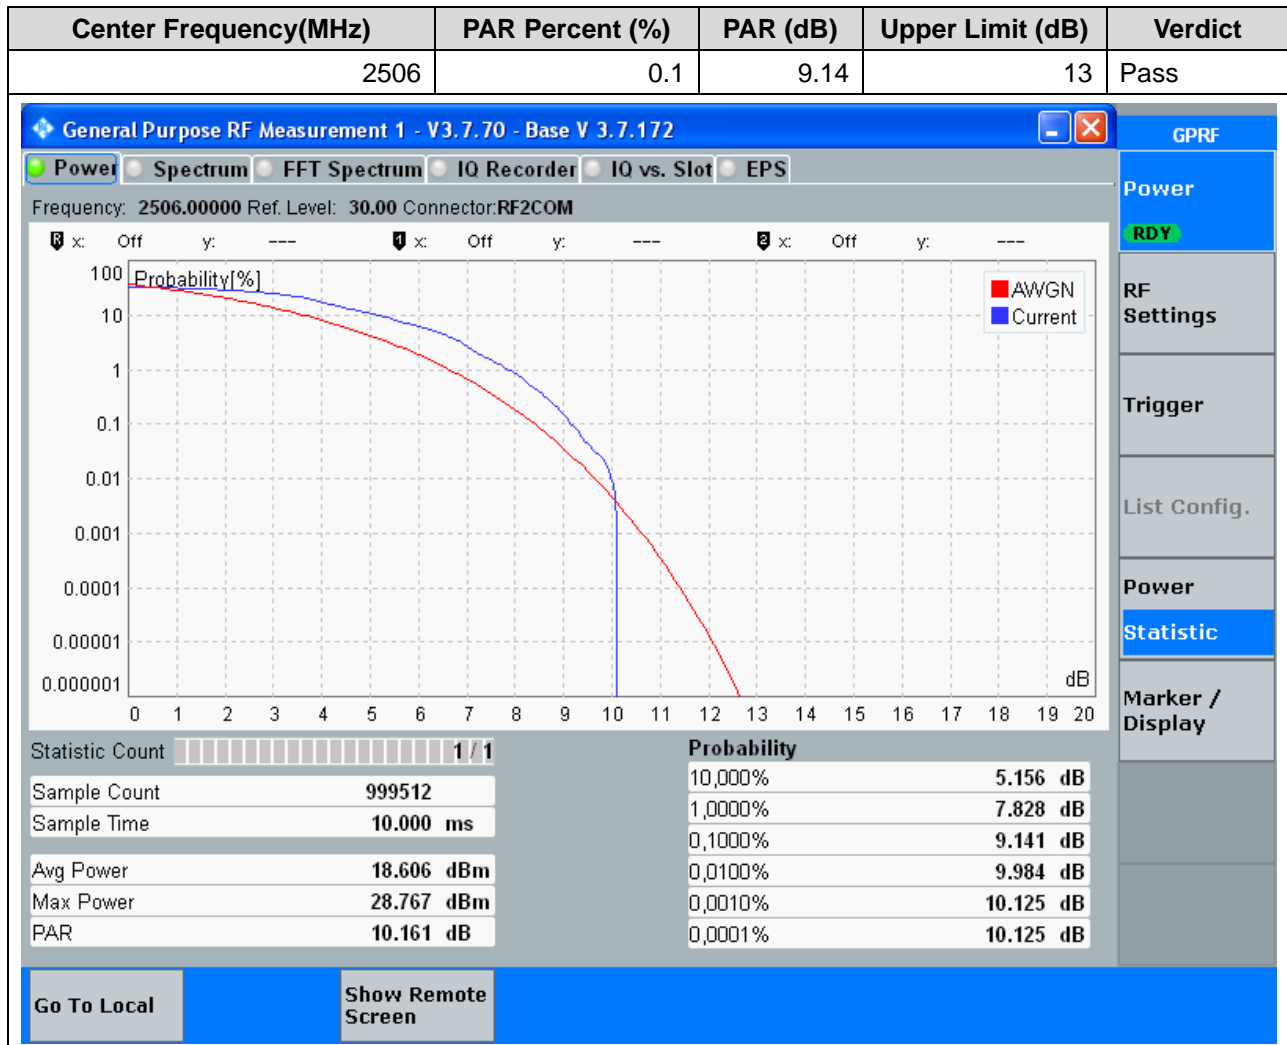 Center Frequency(MHz) PAR Percent (%) PAR (dB) Upper Limit (dB) Verdict
2506 0.1 9.14 13 Pass
General Purpose RF Measurement 1 - V3.7.70 - Base V 3.7.172
GPRF
Power Spectrum FFT Spectrum IQ Recorder IQ vs. Slot EPS
Power
RDY
Frequency: 2506.00000 Ref. Level: 30.00 Connector:RF2COM
R x: Off y: --- 1 x: Off y: --- 2 x: Off y: ---
Probability[%]
AWGN
Current
100
10
1
0.1
0.01
0.001
0.0001
0.00001
0.000001
dB
0 1 2 3 4 5 6 7 8 9 10 11 12 13 14 15 16 17 18 19 20
RF
Settings
Trigger
List Config.
Power
Statistic
Marker /
Display
Statistic Count 1 / 1
Sample Count 999512
Sample Time 10.000 ms
Avg Power 18.606 dBm
Max Power 28.767 dBm
PAR 10.161 dB
Probability
10,000% 5.156 dB
1,0000% 7.828 dB
0,1000% 9.141 dB
0,0100% 9.984 dB
0,0010% 10.125 dB
0,0001% 10.125 dB
Go To Local
Show Remote
Screen